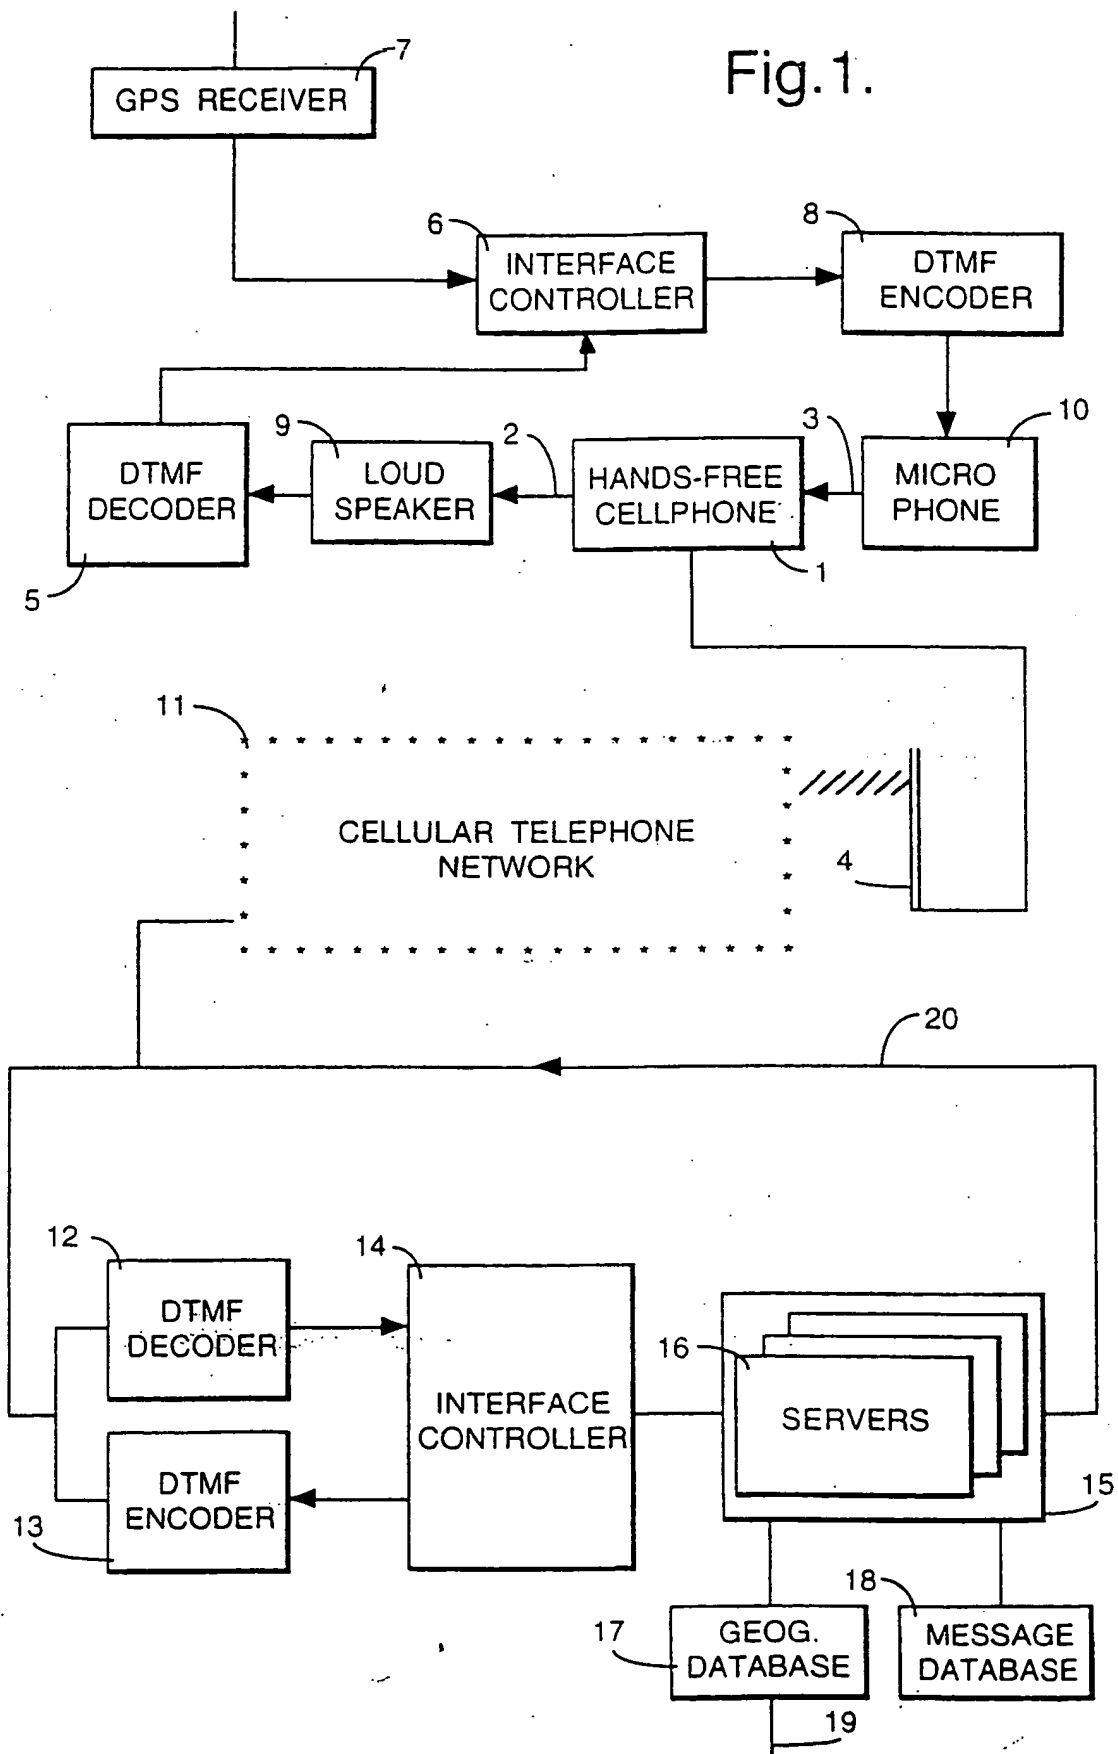 Fig.1.
7
GPS RECEIVER
6
8
INTERFACE
CONTROLLER
DTMF
ENCODER
9
2
3
10
DTMF
DECODER
LOUD
SPEAKER
HANDS-FREE
CELLPHONE
MICRO
PHONE
5
1
11
CELLULAR TELEPHONE
NETWORK
4
20
12
14
DTMF
DECODER
16
INTERFACE
CONTROLLER
SERVERS
DTMF
ENCODER
13
15
18
17
GEOG.
DATABASE
MESSAGE
DATABASE
19